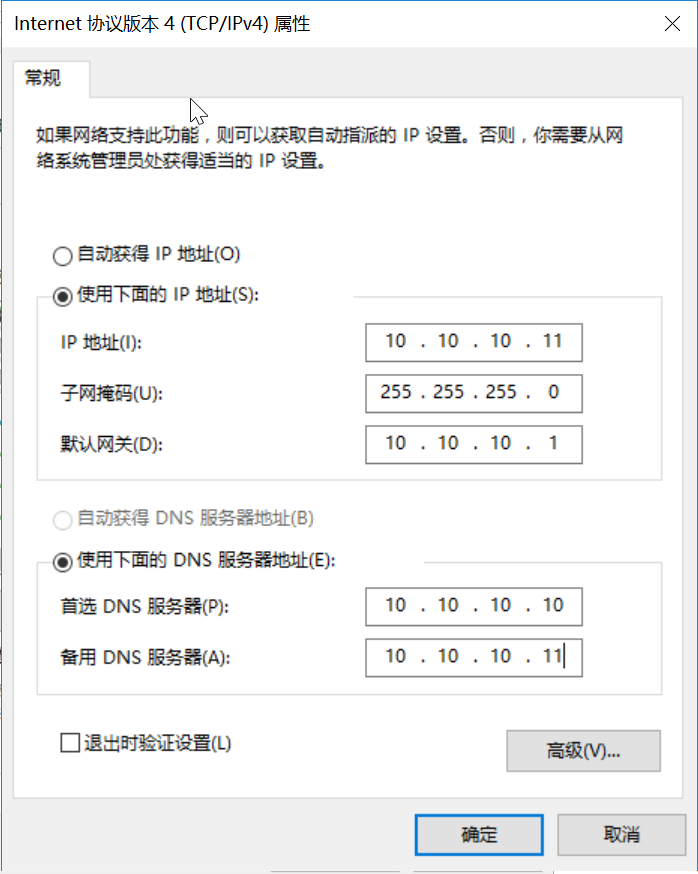 Internet 协议版本 4 (TCP/IPv4) 属性
常规
如果网络支持此功能，则可以获取自动指派的 IP 设置。否则，你需要从网
络系统管理员处获得适当的 IP 设置。
自动获得 IP 地址(O)
使用下面的 IP 地址(S):
IP 地址(I): 10 . 10 . 10 . 11
子网掩码(U): 255 . 255 . 255 . 0
默认网关(D): 10 . 10 . 10 . 1
自动获得 DNS 服务器地址(B)
使用下面的 DNS 服务器地址(E):
首选 DNS 服务器(P): 10 . 10 . 10 . 10
备用 DNS 服务器(A): 10 . 10 . 10 . 11
退出时验证设置(L)
高级(V)...
确定 取消